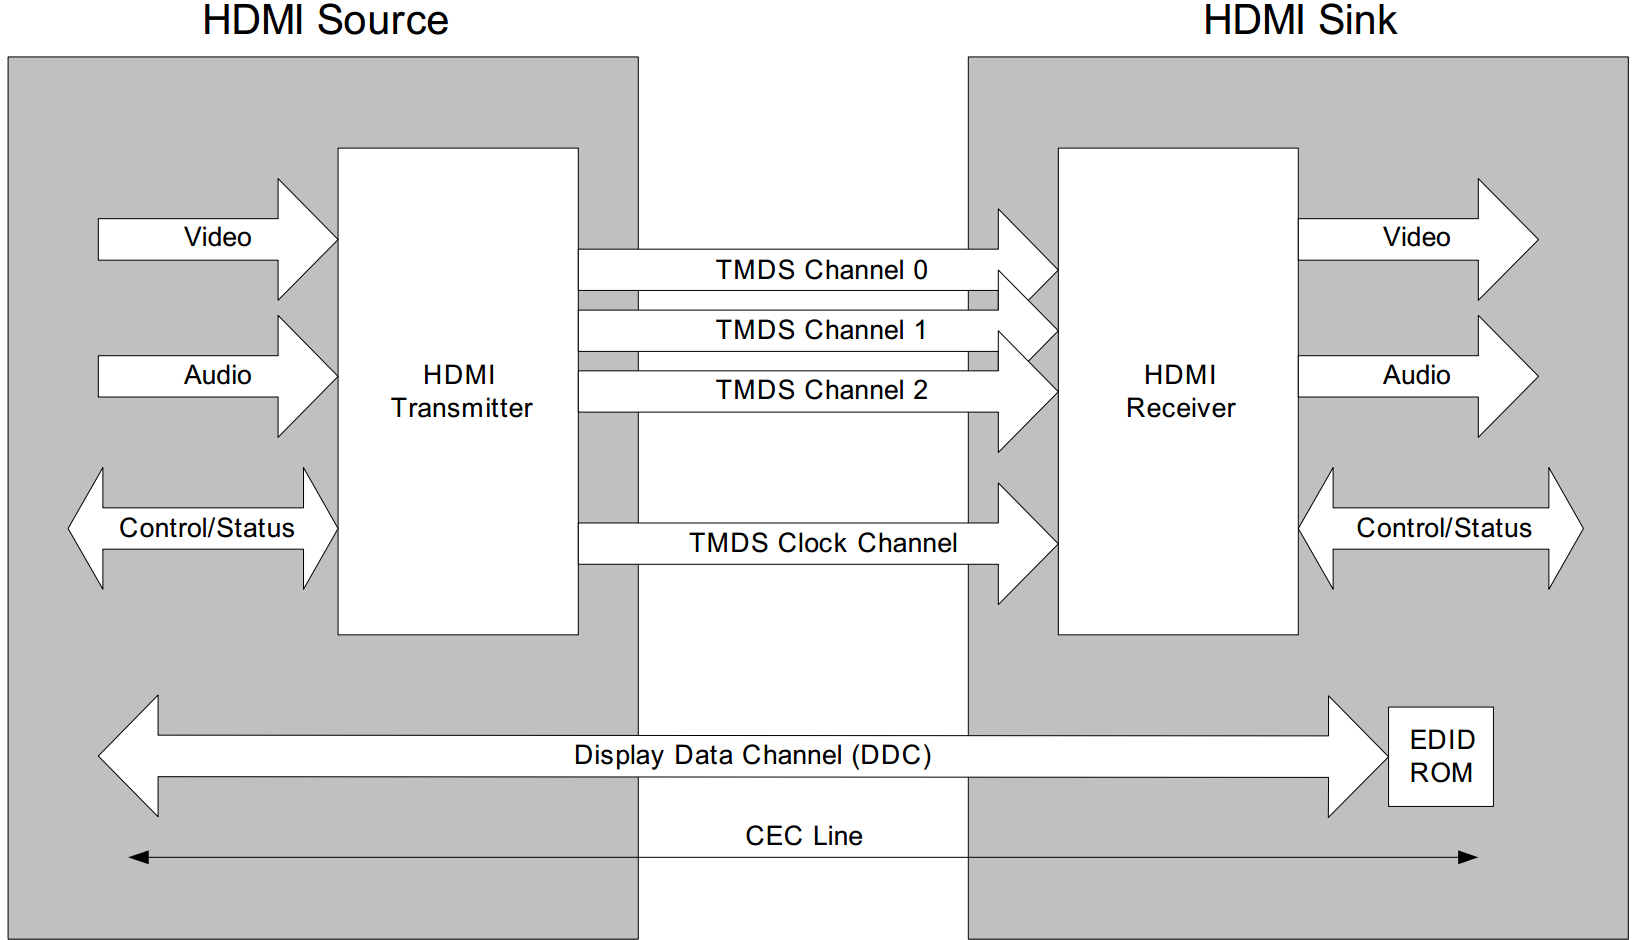 HDMI Source
HDMI Sink
Video
Audio
Control/Status
HDMI
Transmitter
TMDS Channel 0
TMDS Channel 1
TMDS Channel 2
TMDS Clock Channel
HDMI
Receiver
Video
Audio
Control/Status
Display Data Channel (DDC)
EDID
ROM
CEC Line